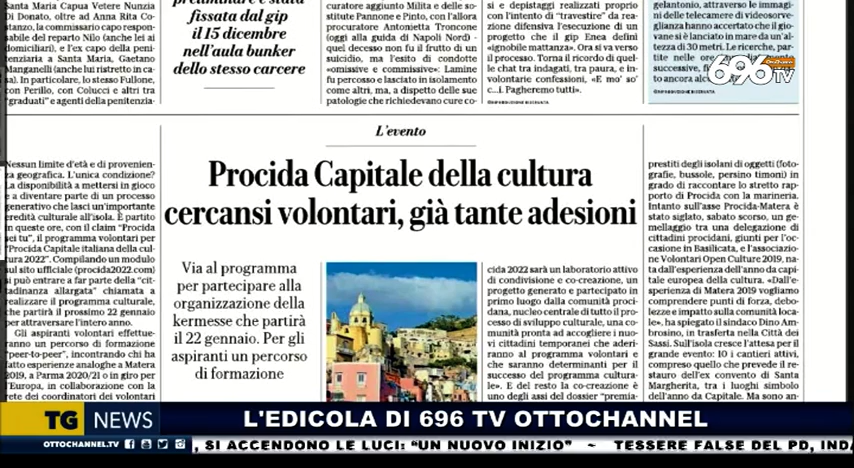 Santa Maria Capua Vetere Nunzia
Di Donato, oltre ad Anna Rita Co-
stanzo, la commissario capo respon-
sabile del reparto Nilo (anche lei ai
domiciliari), e l'ex capo della peni-
tenziaria a Santa Maria, Gaetano
Manganelli (anche lui ristretto in ca-
sa). In particolare, lo stesso Fullone,
con Perillo, con Colucci e altri tra
"graduati" e agenti della penitenzia-
preliminare è stata
fissata dal gip
il 15 dicembre
nell'aula bunker
dello stesso carcere
curatore aggiunto Milita e delle so-
stitute Pannone e Pinto, con l'allora
procuratore Antonietta Troncone
(oggi alla guida di Napoli Nord) -
quel decesso non fu il frutto di un
suicidio, ma l'esito di condotte
«omissive e commissive»: Lamine
fu percosso e lasciato in isolamento
come altri, ma, a dispetto delle sue
patologie che richiedevano cure co-
si, e depistaggi realizzati proprio
con l'intento di "travestire" da rea-
zione difensiva l'esecuzione di un
progetto che il gip Enea definì
«ignobile mattanza». Ora si va verso
il processo. Torna il ricordo di quel-
le chat tra indagati, tra paura, e in-
volontarie confessioni, «E mo' so'
c...i. Pagheremo tutti».
©RIPRODUZIONE RISERVATA
gelantonio, attraverso le immagi-
ni delle telecamere di videosorve-
glianza hanno accertato che il gio-
vane si è lanciato in mare da un'al-
tezza di 30 metri. Le ricerche, par-
tite nelle ore
successive,
to ancora
©RIPRODUZIONE RISERVATA
696 TV
L'evento
Procida Capitale della cultura
cercansi volontari, già tante adesioni
Nessun limite d'età e di provenien-
za geografica. L'unica condizione?
La disponibilità a mettersi in gioco
e a diventare parte di un processo
generativo che lasci un'importante
eredità culturale all'isola. È partito
in queste ore, con il claim "Procida
sei tu", il programma volontari per
"Procida Capitale italiana della cul-
tura 2022". Compilando un modulo
sul sito ufficiale (procida2022.com)
si può entrare a far parte della "cit-
tadinanza allargata" chiamata a
realizzare il programma culturale,
che partirà il prossimo 22 gennaio
per attraversare l'intero anno.
Gli aspiranti volontari effettue-
ranno un percorso di formazione
"peer-to-peer", incontrando chi ha
fatto esperienze analoghe a Matera
2019, a Parma 2020/21 o in giro per
l'Europa, in collaborazione con la
rete dei coordinatori dei volontari
Via al programma
per partecipare alla
organizzazione della
kermesse che partirà
il 22 gennaio. Per gli
aspiranti un percorso
di formazione
cida 2022 sarà un laboratorio attivo
di condivisione e co-creazione, un
progetto generato e partecipato in
primo luogo dalla comunità proci-
dana, nucleo centrale di tutto il pro-
cesso di sviluppo culturale, una co-
munità pronta ad accogliere i nuo-
vi cittadini temporanei che aderi-
ranno al programma volontari e
che saranno determinanti per il
successo del programma cultura-
le». E del resto la co-creazione è
uno degli assi del dossier "premia-
prestiti degli isolani di oggetti (foto-
grafie, bussole, persino timoni) in
grado di raccontare lo stretto rap-
porto di Procida con la marineria.
Intanto sull'asse Procida-Matera è
stato siglato, sabato scorso, un ge-
mellaggio tra una delegazione di
cittadini procidani, giunti per l'oc-
casione in Basilicata, e l'associazio-
ne Volontari Open Culture 2019, na-
ta dall'esperienza dell'anno da capi-
tale europea della cultura. «Dall'e-
sperienza di Matera 2019 vogliamo
comprendere punti di forza, debo-
lezze e impatto sulla comunità loca-
le», ha spiegato il sindaco Dino Am-
brosino, in trasferta nella Città dei
Sassi. Sull'isola cresce l'attesa per il
grande evento: 10 i cantieri attivi,
compreso quello che prevede il re-
stauro dell'ex convento di Santa
Margherita, tra i luoghi simbolo
dell'anno da Capitale. Ma sono an-
TG NEWS
L'EDICOLA DI 696 TV OTTOCHANNEL
OTTOCHANNEL.TV
, SI ACCENDONO LE LUCI: "UN NUOVO INIZIO" ~ TESSERE FALSE DEL PD, INDA